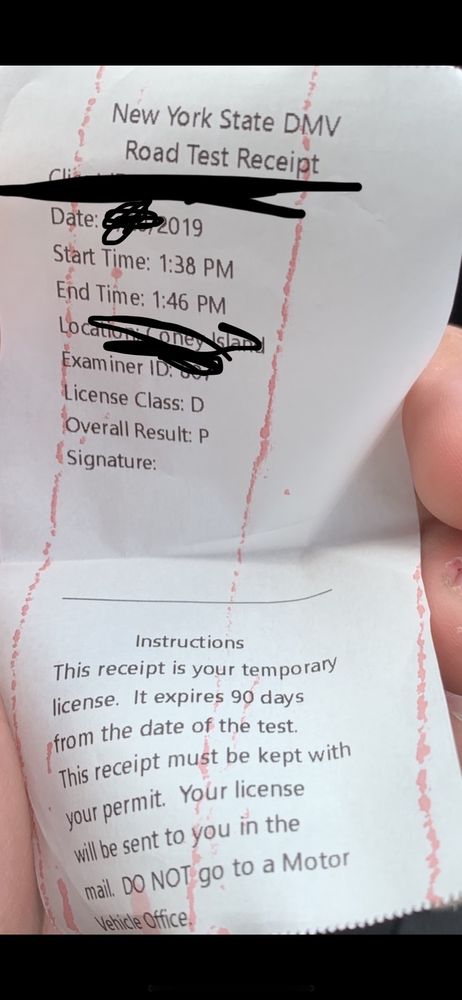 New York State DMV
Road Test Receipt
Date: 2019
Start Time: 1:38 PM
End Time: 1:46 PM
Location: Coney Island
Examiner ID:
License Class: D
Overall Result: P
Signature:
Instructions
This receipt is your temporary
license. It expires 90 days
from the date of the test.
This receipt must be kept with
your permit. Your license
will be sent to you in the
mail. DO NOT go to a Motor
Vehicle Office.